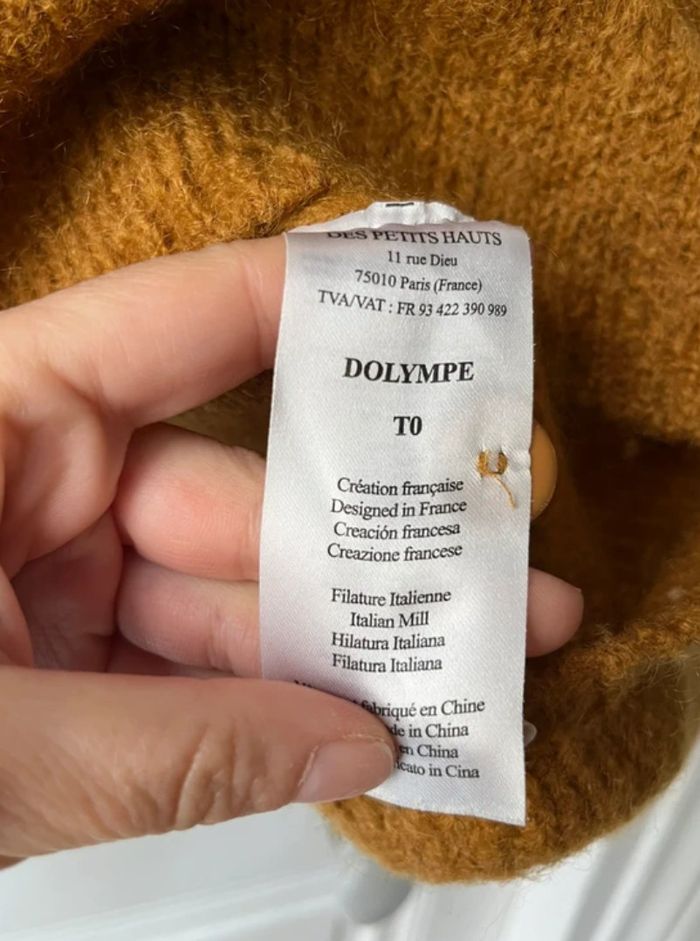 DES PETITS HAUTS
11 rue Dieu
75010 Paris (France)
TVA/VAT : FR 93 422 390 989
DOLYMPE
T0
Création française
Designed in France
Creación francesa
Creazione francese
Filature Italienne
Italian Mill
Hilatura Italiana
Filatura Italiana
en Chine
in China
en China
in Cina